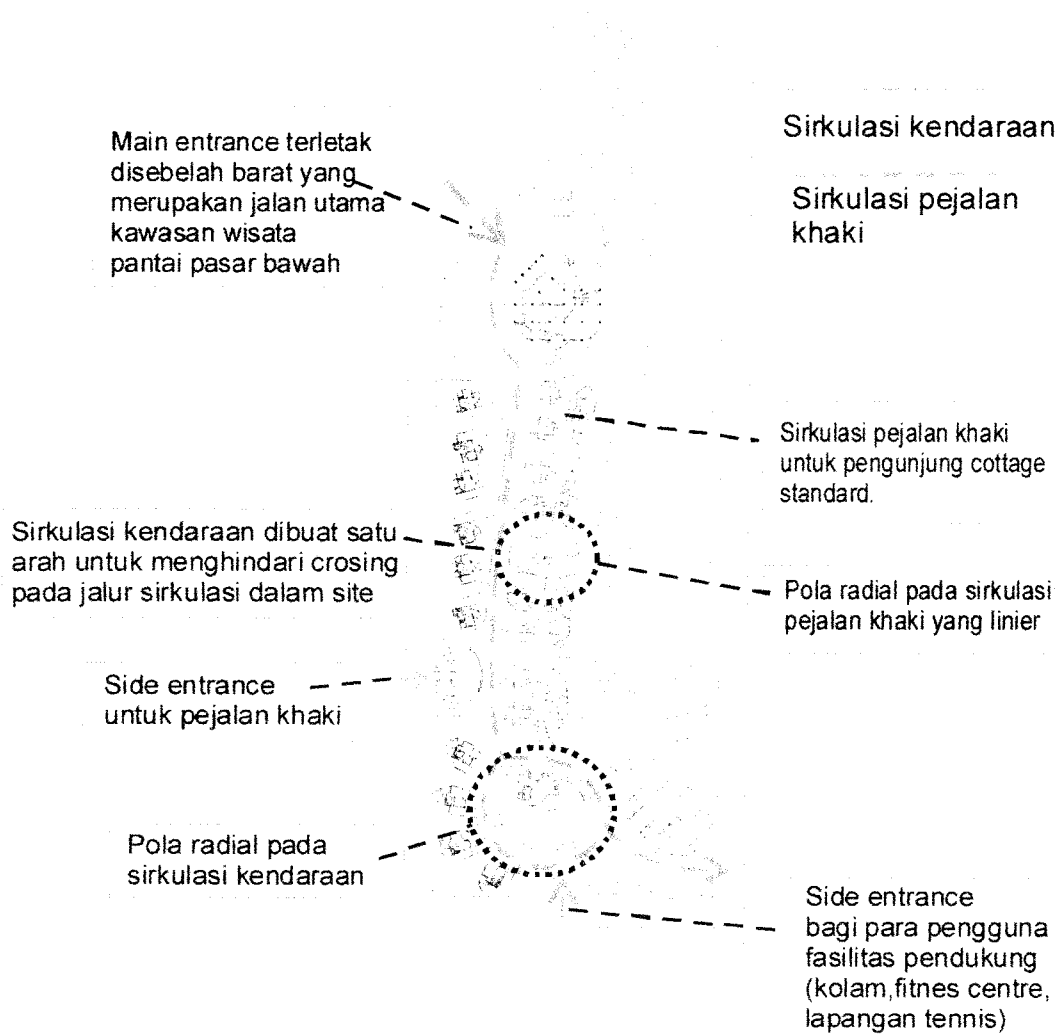 Main entrance terletak
disebelah barat yang
merupakan jalan utama
kawasan wisata
pantai pasar bawah
Sirkulasi kendaraan
Sirkulasi pejalan
khaki
Sirkulasi pejalan khaki
untuk pengunjung cottage
standard.
Sirkulasi kendaraan dibuat satu
arah untuk menghindari crosing
pada jalur sirkulasi dalam site
Pola radial pada sirkulasi
pejalan khaki yang linier
Side entrance
untuk pejalan khaki
Pola radial pada
sirkulasi kendaraan
Side entrance
bagi para pengguna
fasilitas pendukung
(kolam,fitnes centre,
lapangan tennis)